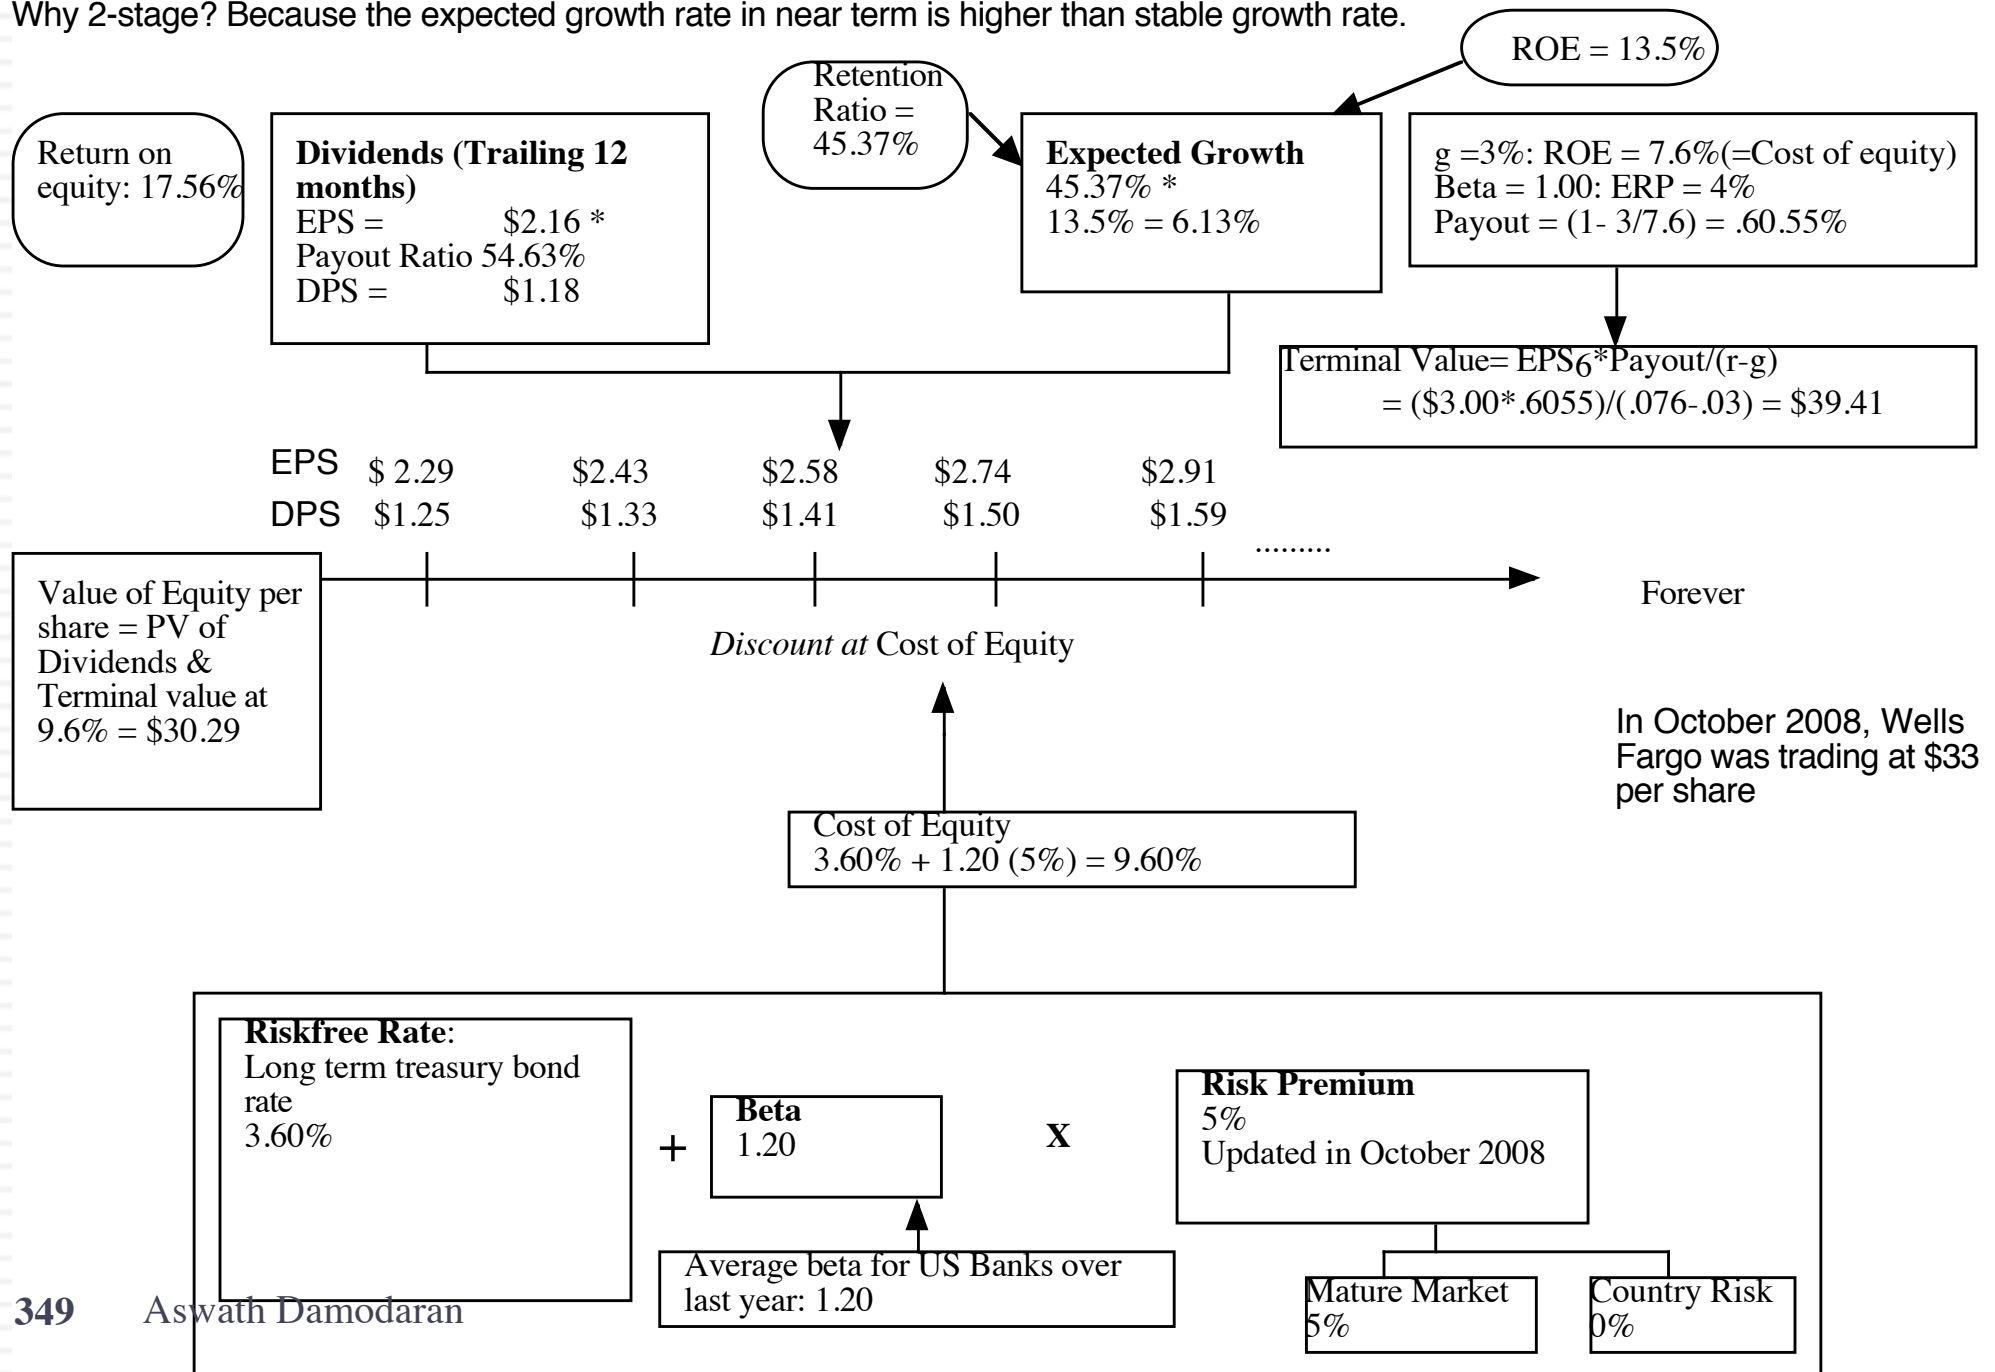 Why 2-stage? Because the expected growth rate in near term is higher than stable growth rate.
Return on
equity: 17.56%
Dividends (Trailing 12
months)
EPS = $2.16 *
Payout Ratio 54.63%
DPS = $1.18
Retention
Ratio =
45.37%
ROE = 13.5%
Expected Growth
45.37% *
13.5% = 6.13%
g =3%: ROE = 7.6%(=Cost of equity)
Beta = 1.00: ERP = 4%
Payout = (1- 3/7.6) = .60.55%
Terminal Value= EPS6*Payout/(r-g)
= ($3.00*.6055)/(.076-.03) = $39.41
EPS $ 2.29 $2.43 $2.58 $2.74 $2.91
DPS $1.25 $1.33 $1.41 $1.50 $1.59
.........
Forever
Value of Equity per
share = PV of
Dividends &
Terminal value at
9.6% = $30.29
Discount at Cost of Equity
In October 2008, Wells
Fargo was trading at $33
per share
Cost of Equity
3.60% + 1.20 (5%) = 9.60%
Riskfree Rate:
Long term treasury bond
rate
3.60%
+
Beta
1.20
X
Risk Premium
5%
Updated in October 2008
Average beta for US Banks over
last year: 1.20
Mature Market
5%
Country Risk
0%
349 Aswath Damodaran